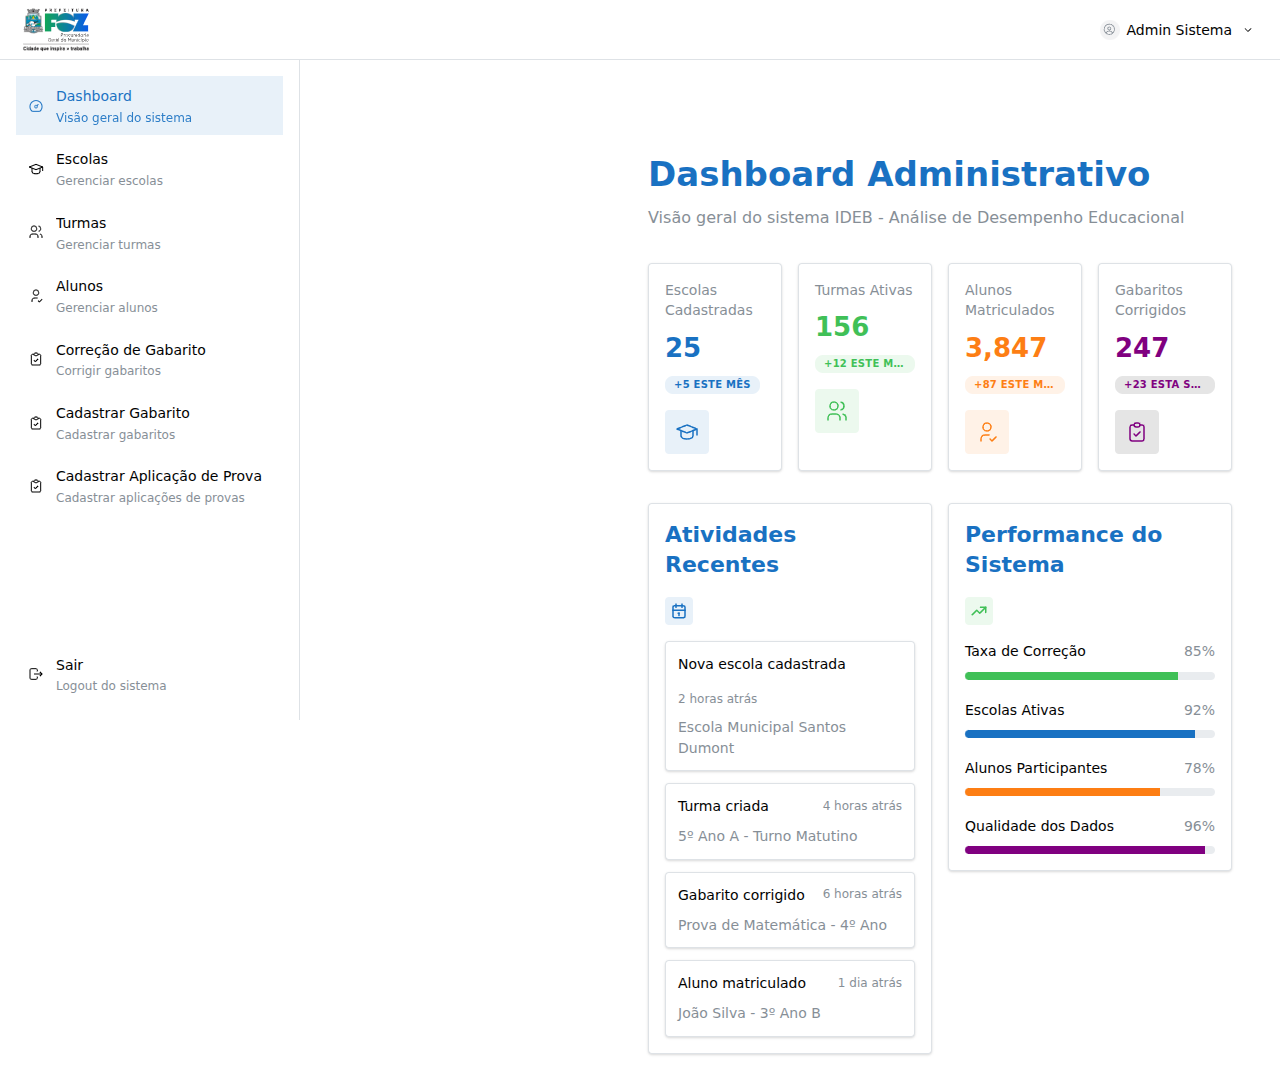 PREFEITURA
FOZ
Procuradoria
Geral do Município
Cidade que inspira e trabalha
Admin Sistema
Dashboard
Visão geral do sistema
Escolas
Gerenciar escolas
Turmas
Gerenciar turmas
Alunos
Gerenciar alunos
Correção de Gabarito
Corrigir gabaritos
Cadastrar Gabarito
Cadastrar gabaritos
Cadastrar Aplicação de Prova
Cadastrar aplicações de provas
Sair
Logout do sistema
Dashboard Administrativo
Visão geral do sistema IDEB - Análise de Desempenho Educacional
Escolas
Cadastradas
25
+5 ESTE MÊS
Turmas Ativas
156
+12 ESTE M...
Alunos
Matriculados
3,847
+87 ESTE M...
Gabaritos
Corrigidos
247
+23 ESTA S...
Atividades
Recentes
Nova escola cadastrada
2 horas atrás
Escola Municipal Santos
Dumont
Turma criada 4 horas atrás
5º Ano A - Turno Matutino
Gabarito corrigido 6 horas atrás
Prova de Matemática - 4º Ano
Aluno matriculado 1 dia atrás
João Silva - 3º Ano B
Performance do
Sistema
Taxa de Correção 85%
Escolas Ativas 92%
Alunos Participantes 78%
Qualidade dos Dados 96%